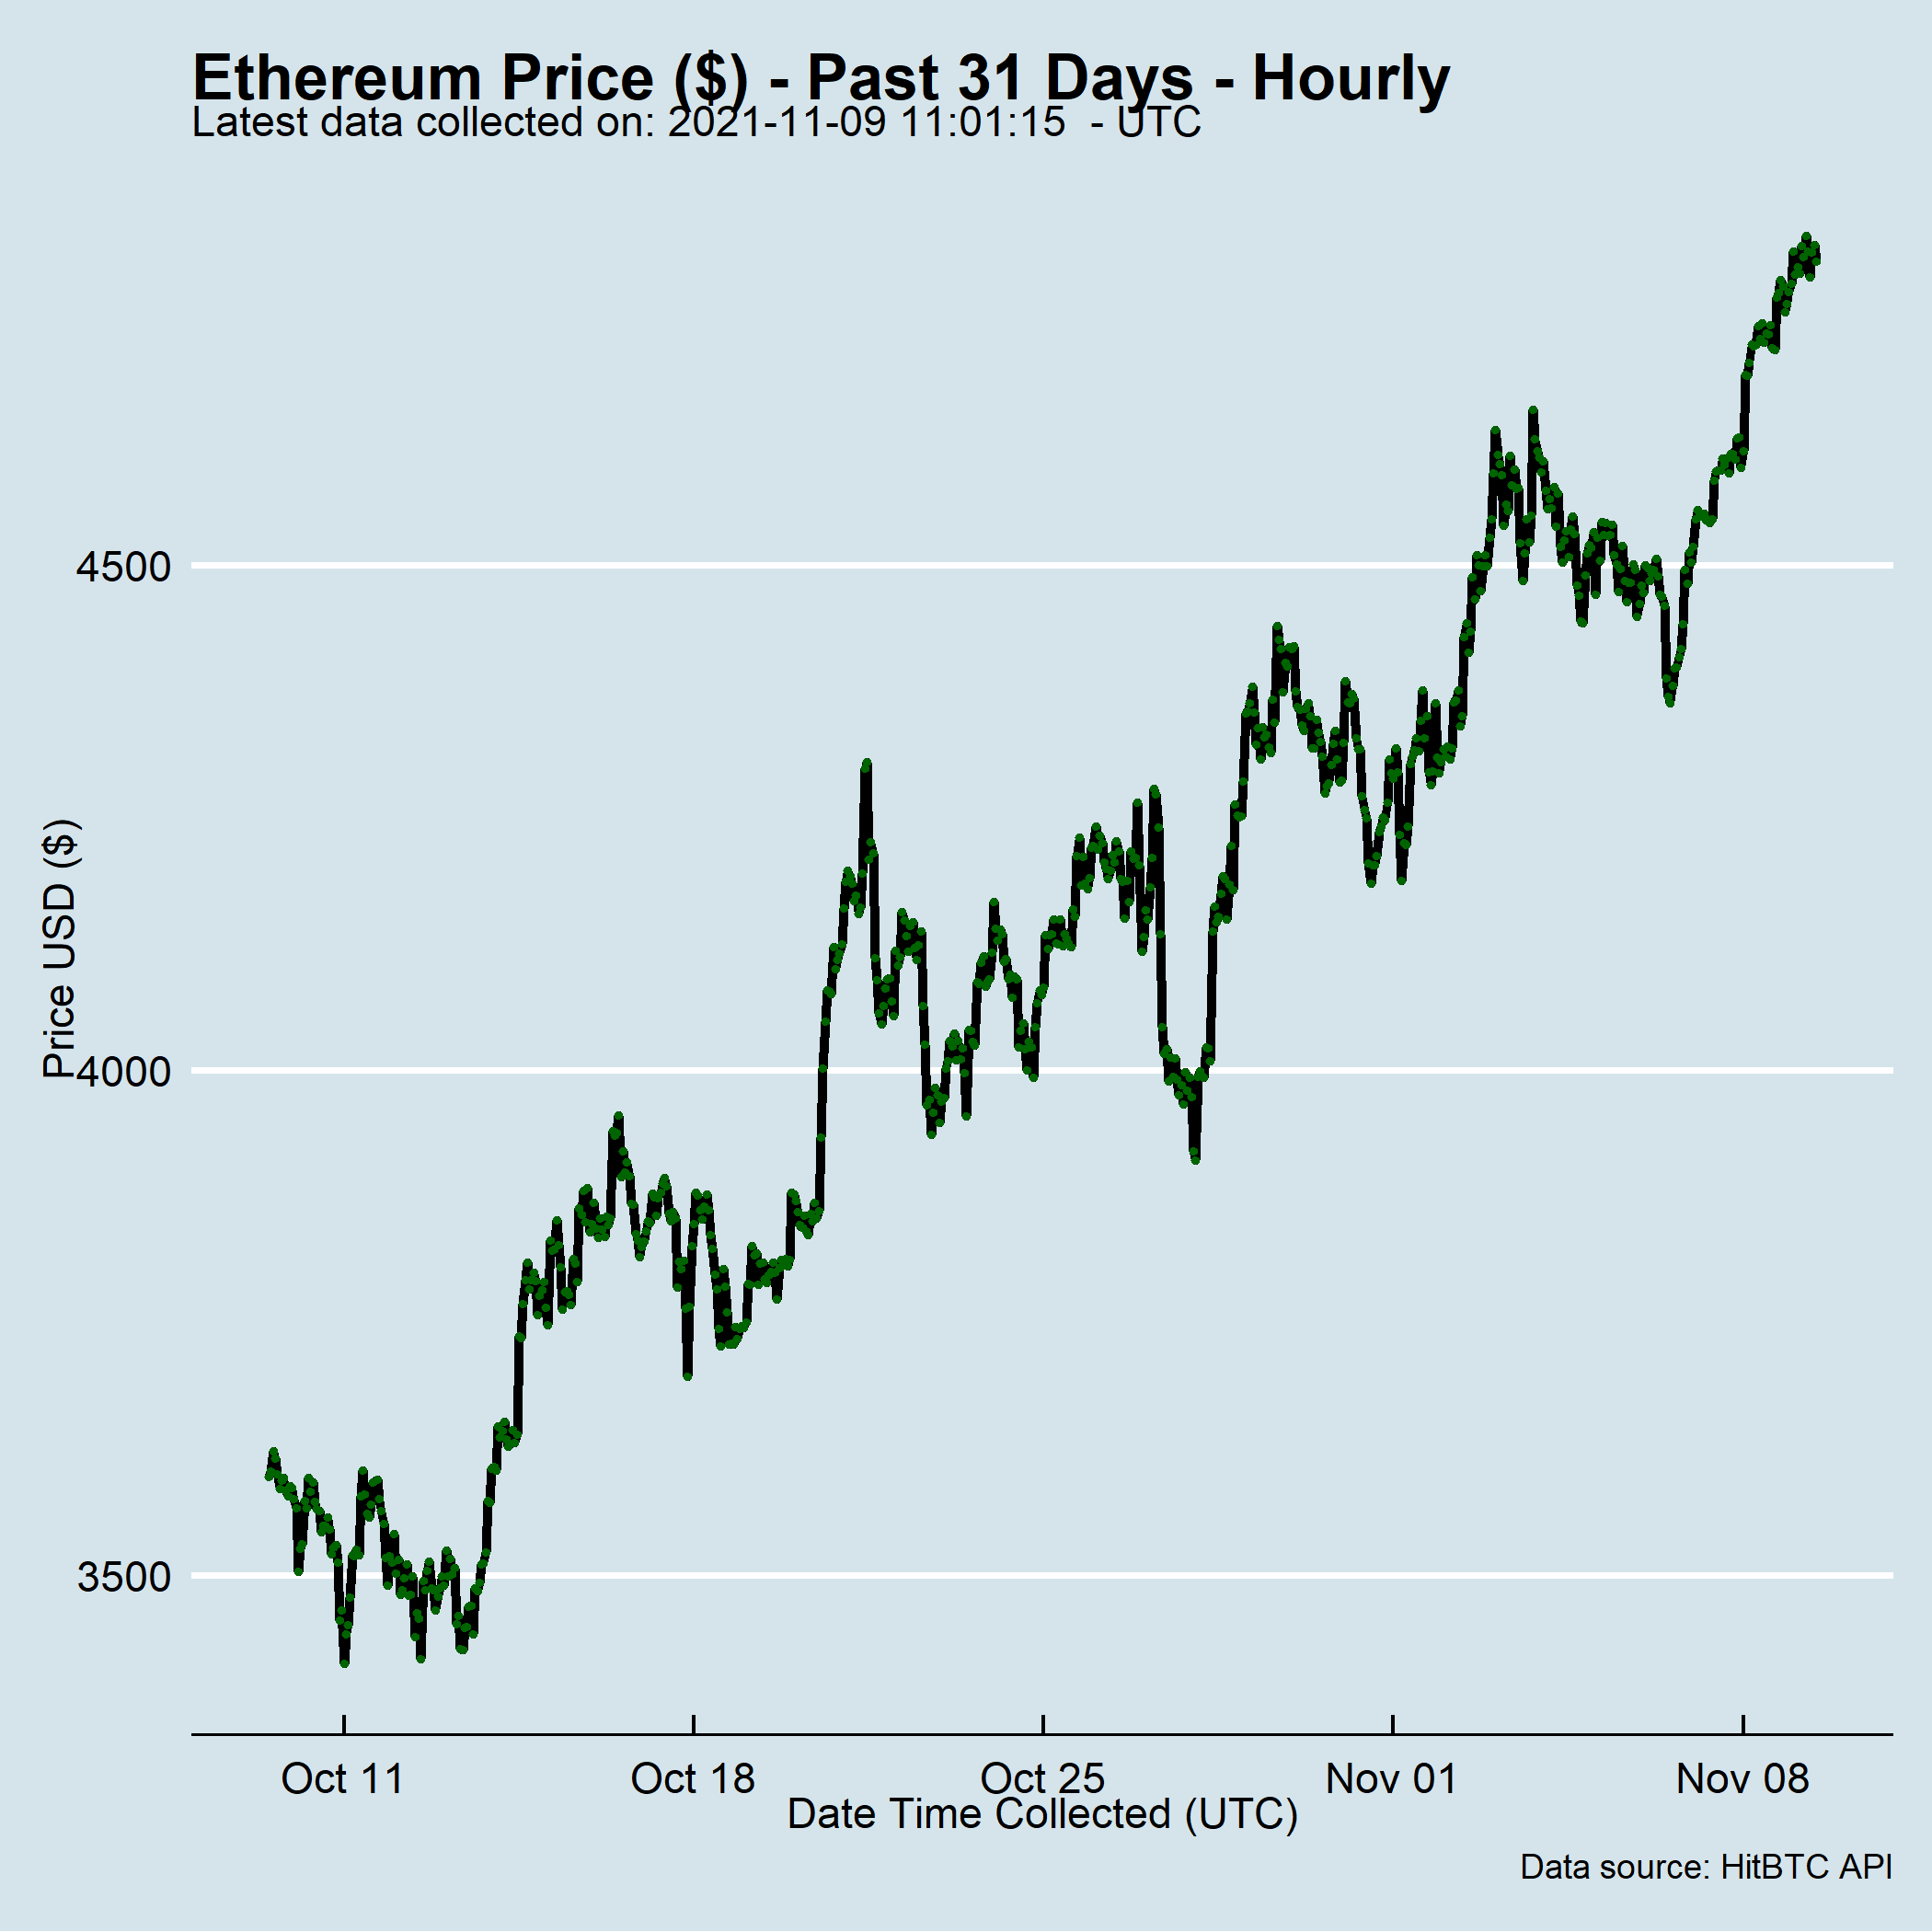 Ethereum Price ($) - Past 31 Days - Hourly
Latest data collected on: 2021-11-09 11:01:15  - UTC
4500
4000
3500
Price USD ($)
Oct 11
Oct 18
Oct 25
Nov 01
Nov 08
Date Time Collected (UTC)
Data source: HitBTC API